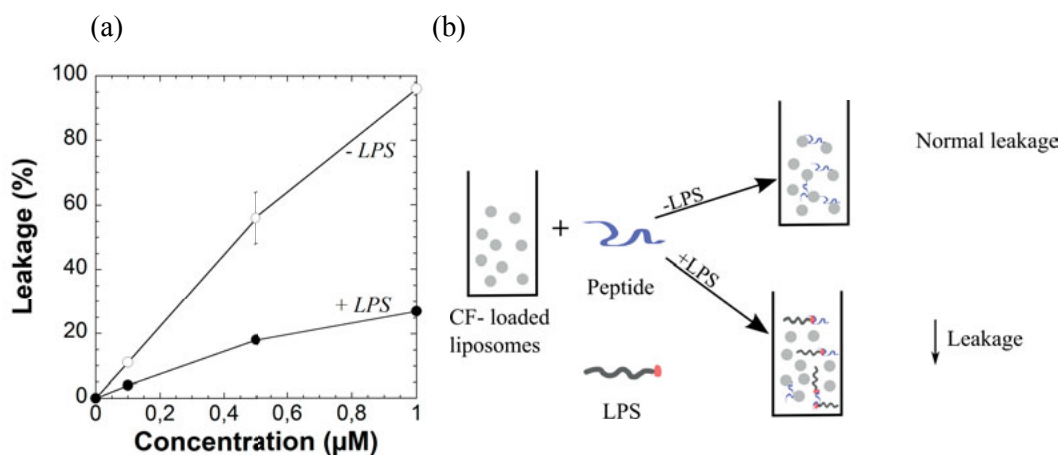 (a)
(b)
100
80
60
40
20
0
0
0,2
0,4
0,6
0,8
1
Leakage (%)
Concentration (µM)
- LPS
+ LPS
CF- loaded
liposomes
+
Peptide
LPS
-LPS
+LPS
Normal leakage
Leakage